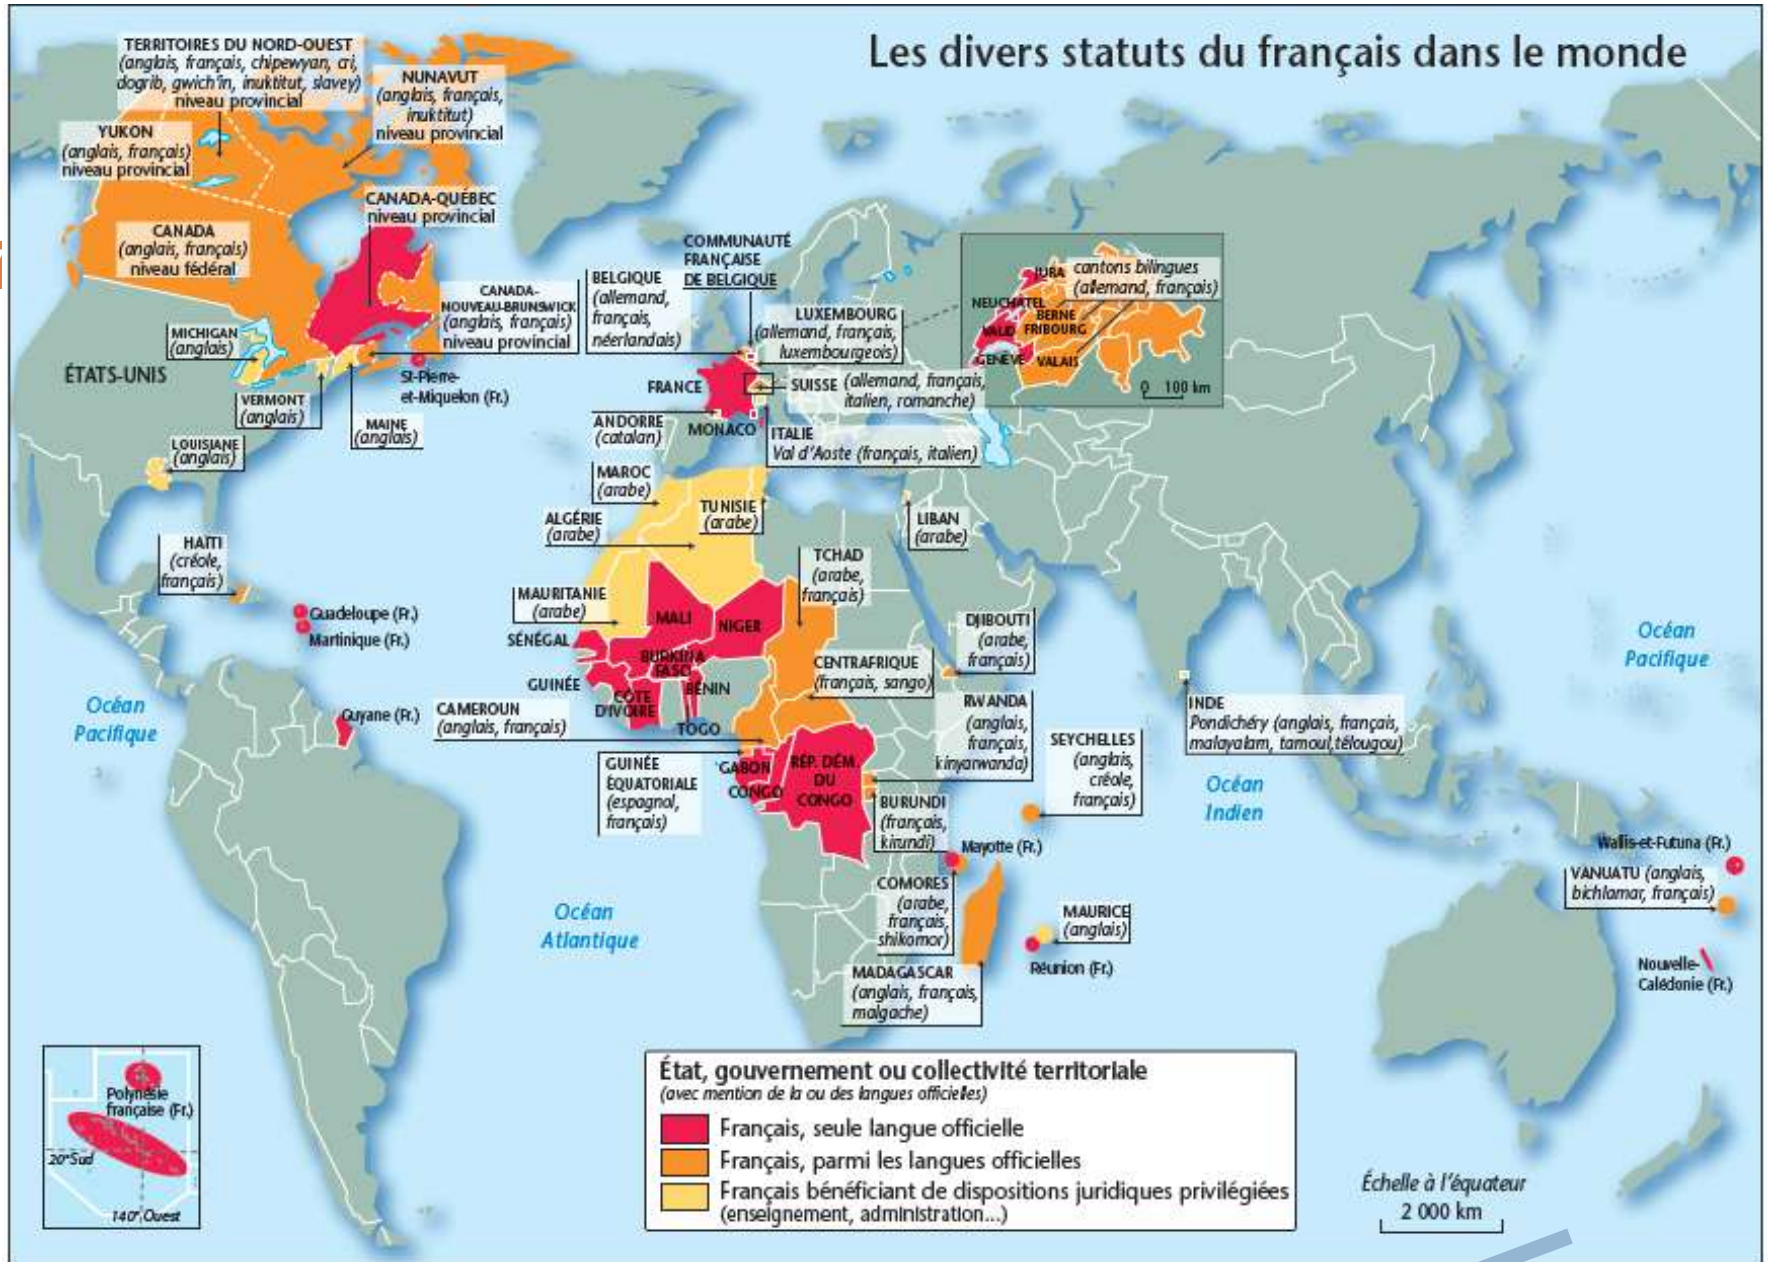 Les divers statuts du français dans le monde
TERRITOIRES DU NORD-OUEST
(anglais, français, chipewyan, cri,
dogrib, gwich'in, inuktitut, slavey)
niveau provincial
NUNAVUT
(anglais, français,
inuktitut)
niveau provincial
YUKON
(anglais, français)
niveau provincial
CANADA-QUÉBEC
niveau provincial
CANADA
(anglais, français)
niveau fédéral
CANADA-
NOUVEAU-BRUNSWICK
(anglais, français)
niveau provincial
MICHIGAN
(anglais)
ÉTATS-UNIS
VERMONT
(anglais)
MAINE
(anglais)
St-Pierre-
et-Miquelon (Fr.)
LOUISIANE
(anglais)
HAÏTI
(créole,
français)
Guadeloupe (Fr.)
Martinique (Fr.)
Guyane (Fr.)
COMMUNAUTÉ
FRANÇAISE
DE BELGIQUE
BELGIQUE
(allemand,
français,
néerlandais)
LUXEMBOURG
(allemand, français,
luxembourgeois)
FRANCE
SUISSE (allemand, français,
italien, romanche)
ANDORRE
(catalan)
MONACO
ITALIE
Val d'Aoste (français, italien)
JURA
cantons bilingues
(allemand, français)
NEUCHATEL
BERNE
VAUD
FRIBOURG
GENÈVE
VALAIS
0 100 km
MAROC
(arabe)
ALGÉRIE
(arabe)
TUNISIE
(arabe)
LIBAN
(arabe)
MAURITANIE
(arabe)
TCHAD
(arabe,
français)
MALI
NIGER
SÉNÉGAL
BURKINA
FASO
GUINÉE
CÔTE
D'IVOIRE
BÉNIN
TOGO
CENTRAFRIQUE
(français, sango)
DJIBOUTI
(arabe,
français)
CAMEROUN
(anglais, français)
RWANDA
(anglais,
français,
kinyarwanda)
GUINÉE
ÉQUATORIALE
(espagnol,
français)
GABON
CONGO
RÉP. DÉM.
DU
CONGO
BURUNDI
(français,
kirundi)
SEYCHELLES
(anglais,
créole,
français)
Mayotte (Fr.)
COMORES
(arabe,
français,
shikomor)
MAURICE
(anglais)
Réunion (Fr.)
MADAGASCAR
(anglais, français,
malgache)
INDE
Pondichéry (anglais, français,
malayalam, tamoul, télougou)
Wallis-et-Futuna (Fr.)
VANUATU (anglais,
bichlamar, français)
Nouvelle-
Calédonie (Fr.)
Océan
Pacifique
Océan
Atlantique
Océan
Indien
Océan
Pacifique
Polynésie
française (Fr.)
20° Sud
140° Ouest
État, gouvernement ou collectivité territoriale
(avec mention de la ou des langues officielles)
Français, seule langue officielle
Français, parmi les langues officielles
Français bénéficiant de dispositions juridiques privilégiées
(enseignement, administration...)
Échelle à l'équateur
2 000 km